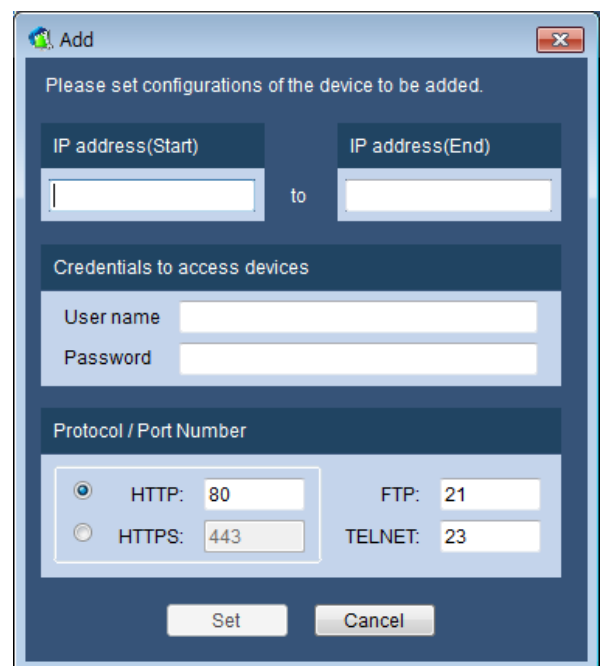 Add
Please set configurations of the device to be added.
IP address(Start) IP address(End)
to
Credentials to access devices
User name
Password
Protocol / Port Number
HTTP: 80 FTP: 21
HTTPS: 443 TELNET: 23
Set Cancel